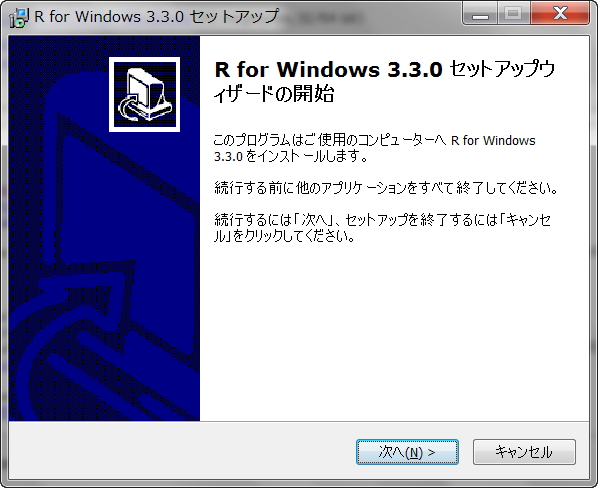 R for Windows 3.3.0 セットアップ
R for Windows 3.3.0 セットアップウ
ィザードの開始
このプログラムはご使用のコンピューターへ R for Windows
3.3.0 をインストールします。
続行する前に他のアプリケーションをすべて終了してください。
続行するには「次へ」、セットアップを終了するには「キャンセ
ル」をクリックしてください。
次へ(N) >
キャンセル